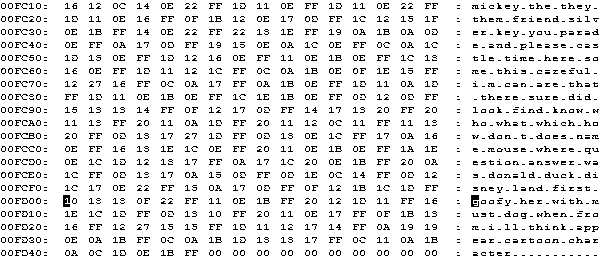 00FC10: 16 12 0C 14 0E 22 FF 1D 11 0E FF 1D 11 0E 22 FF : mickey.the.they.
00FC20: 1D 11 0E 16 FF 0F 1B 12 0E 17 0D FF 1C 12 15 1F : them.friend.silv
00FC30: 0E 1B FF 14 0E 22 FF 22 18 1E FF 19 0A 1B 0A 0D : er.key.you.parad
00FC40: 0E FF 0A 17 0D FF 19 15 0E 0A 1C 0E FF 0C 0A 1C : e.and.please.cas
00FC50: 1D 15 0E FF 1D 12 16 0E FF 11 0E 1B 0E FF 1C 18 : tle.time.here.so
00FC60: 16 0E FF 1D 11 12 1C FF 0C 0A 1B 0E 0F 1E 15 FF : me.this.careful.
00FC70: 12 27 16 FF 0C 0A 17 FF 0A 1B 0E FF 1D 11 0A 1D : i.m.can.are.that
00FC80: FF 1D 11 0E 1B 0E FF 1C 1E 1B 0E FF 0D 12 0D FF : .there.sure.did.
00FC90: 15 18 18 14 FF 0F 12 17 0D FF 14 17 18 20 FF 20 : look.find.know.w
00FCA0: 11 18 FF 20 11 0A 1D FF 20 11 12 0C 11 FF 11 18 : ho.what.which.ho
00FCB0: 20 FF 0D 18 17 27 1D FF 0D 18 0E 1C FF 17 0A 16 : w.don.t.does.nam
00FCC0: 0E FF 16 18 1E 1C 0E FF 20 11 0E 1B 0E FF 1A 1E : e.mouse.where.qu
00FCD0: 0E 1C 1D 12 18 17 FF 0A 17 1C 20 0E 1B FF 20 0A : estion.answer.wa
00FCE0: 1C FF 0D 18 17 0A 15 0D FF 0D 1E 0C 14 FF 0D 12 : s.donald.duck.di
00FCF0: 1C 17 0E 22 FF 15 0A 17 0D FF 0F 12 1B 1C 1D FF : sney.land.first.
00FD00: 10 18 18 0F 22 FF 11 0E 1B FF 20 12 1D 11 FF 16 : goofy.her.with.m
00FD10: 1E 1C 1D FF 0D 18 10 FF 20 11 0E 17 FF 0F 1B 18 : ust.dog.when.fro
00FD20: 16 FF 12 27 15 15 FF 1D 11 12 17 14 FF 0A 19 19 : m.i.ll.think.app
00FD30: 0E 0A 1B FF 0C 0A 1B 1D 18 18 17 FF 0C 11 0A 1B : ear.cartoon.char
00FD40: 0A 0C 1D 0E 1B FF 00 00 00 00 00 00 00 00 00 00 : acter...........